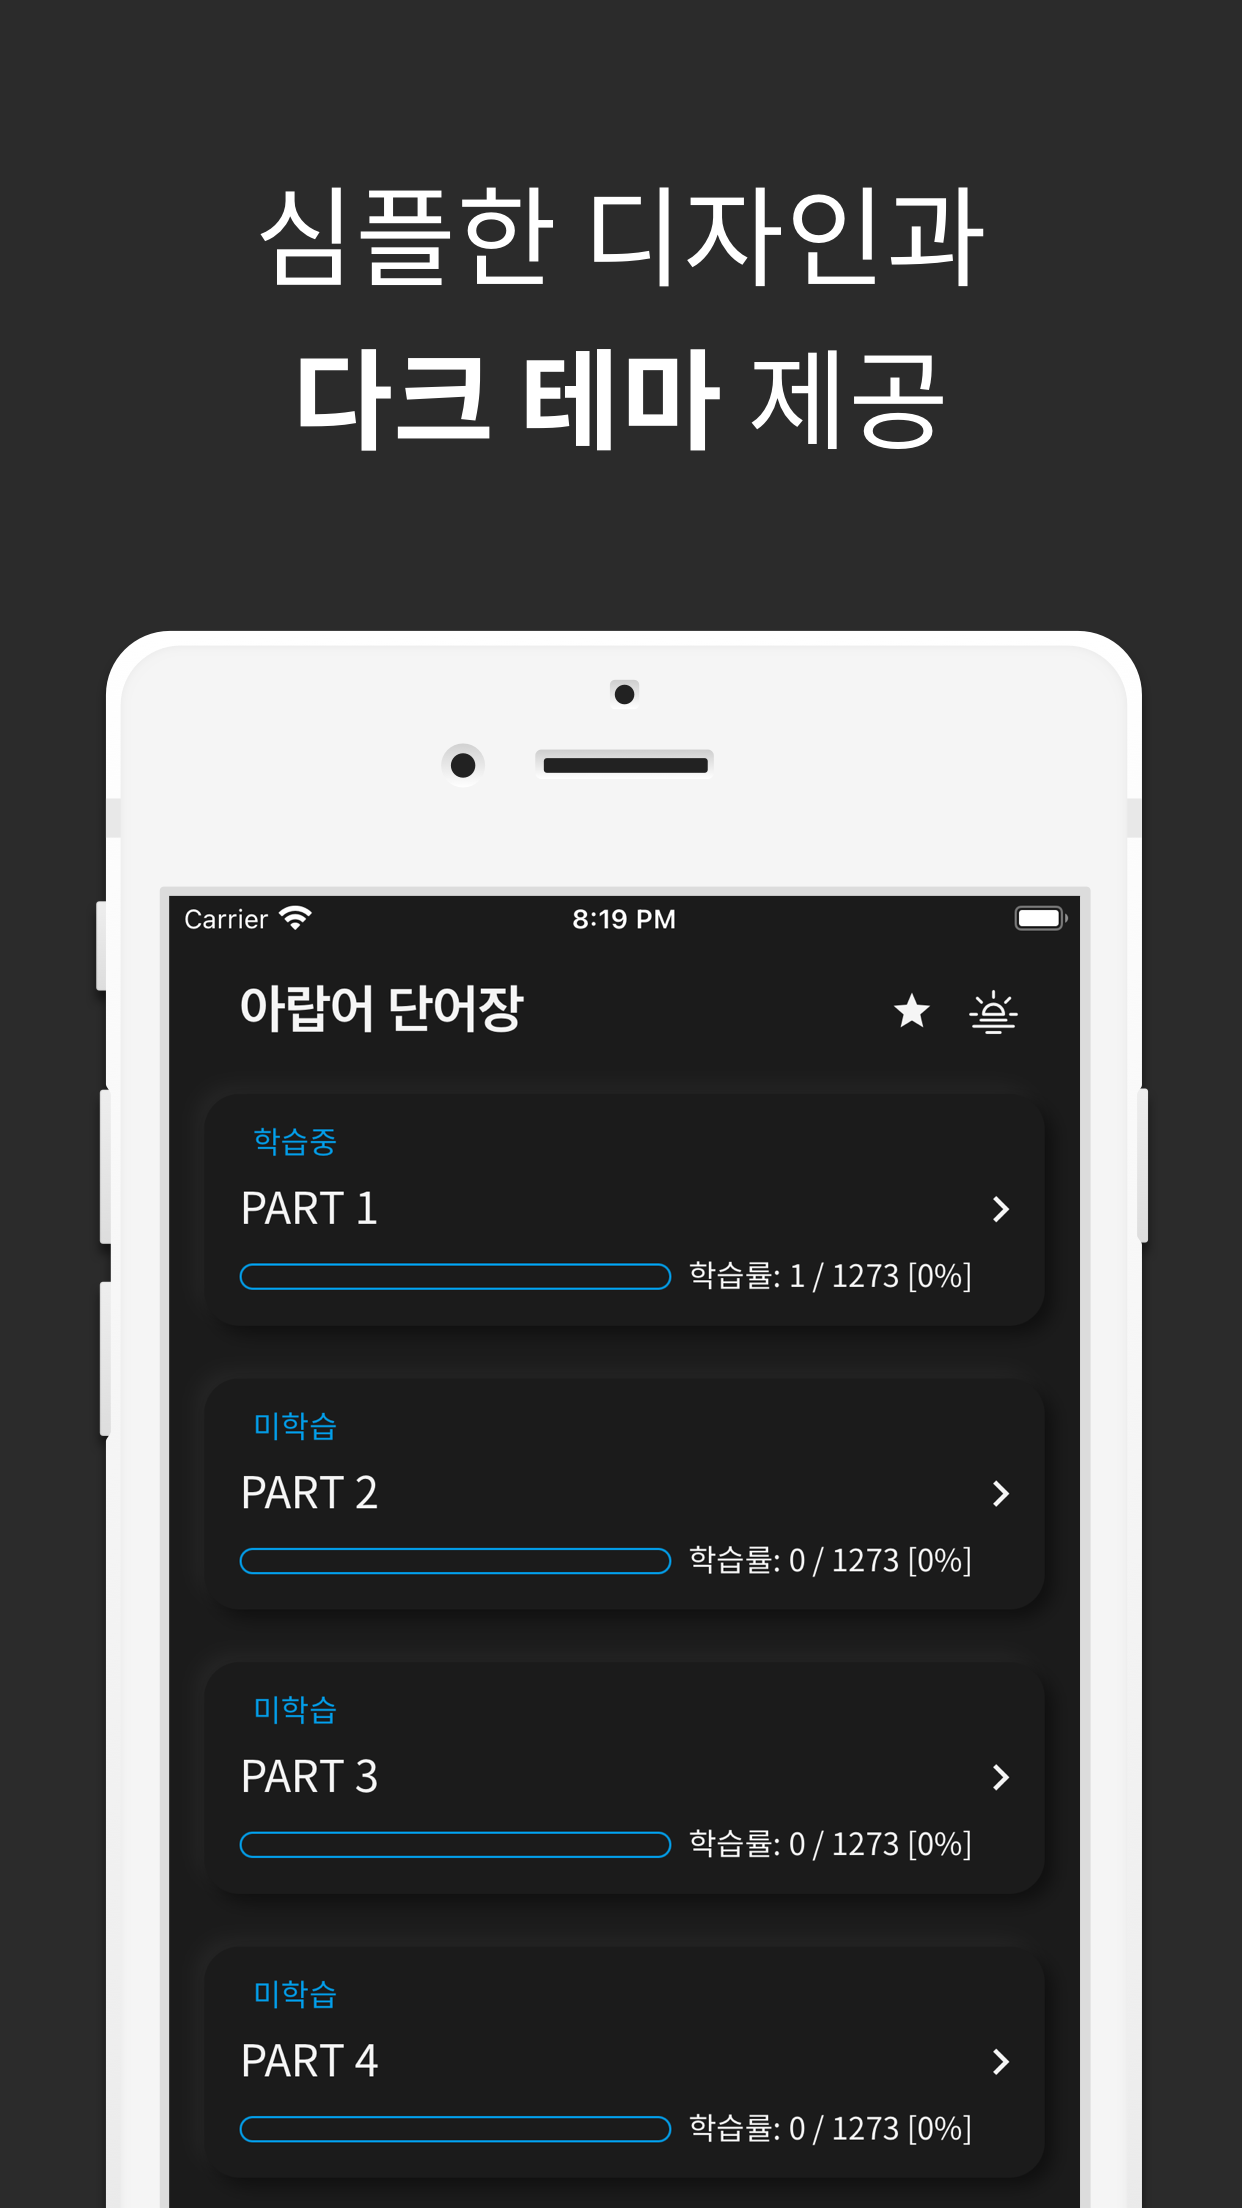 심플한 디자인과
다크 테마 제공
Carrier 8:19 PM
아랍어 단어장
학습중
PART 1
학습률: 1 / 1273 [0%]
미학습
PART 2
학습률: 0 / 1273 [0%]
미학습
PART 3
학습률: 0 / 1273 [0%]
미학습
PART 4
학습률: 0 / 1273 [0%]